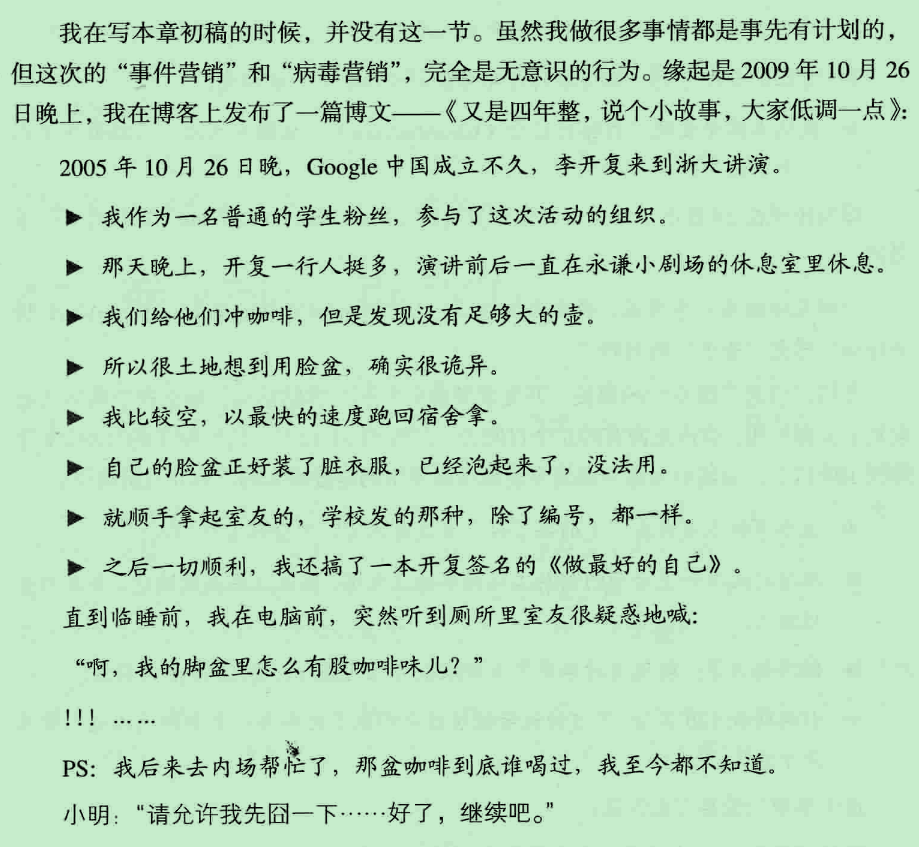 我在写本章初稿的时候，并没有这一节。虽然我做很多事情都是事先有计划的，
但这次的“事件营销”和“病毒营销”，完全是无意识的行为。缘起是 2009 年 10 月 26
日晚上，我在博客上发布了一篇博文——《又是四年整，说个小故事，大家低调一点》：
2005 年 10 月 26 日晚，Google 中国成立不久，李开复来到浙大讲演。
▶ 我作为一名普通的学生粉丝，参与了这次活动的组织。
▶ 那天晚上，开复一行人挺多，演讲前后一直在永谦小剧场的休息室里休息。
▶ 我们给他们冲咖啡，但是发现没有足够大的壶。
▶ 所以很土地想到用脸盆，确实很诡异。
▶ 我比较空，以最快的速度跑回宿舍拿。
▶ 自己的脸盆正好装了脏衣服，已经泡起来了，没法用。
▶ 就顺手拿起室友的，学校发的那种，除了编号，都一样。
▶ 之后一切顺利，我还搞了一本开复签名的《做最好的自己》。
直到临睡前，我在电脑前，突然听到厕所里室友很疑惑地喊：
“啊，我的脚盆里怎么有股咖啡味儿？”
!!! ……
PS：我后来去内场帮忙了，那盆咖啡到底谁喝过，我至今都不知道。
小明：“请允许我先囧一下……好了，继续吧。”